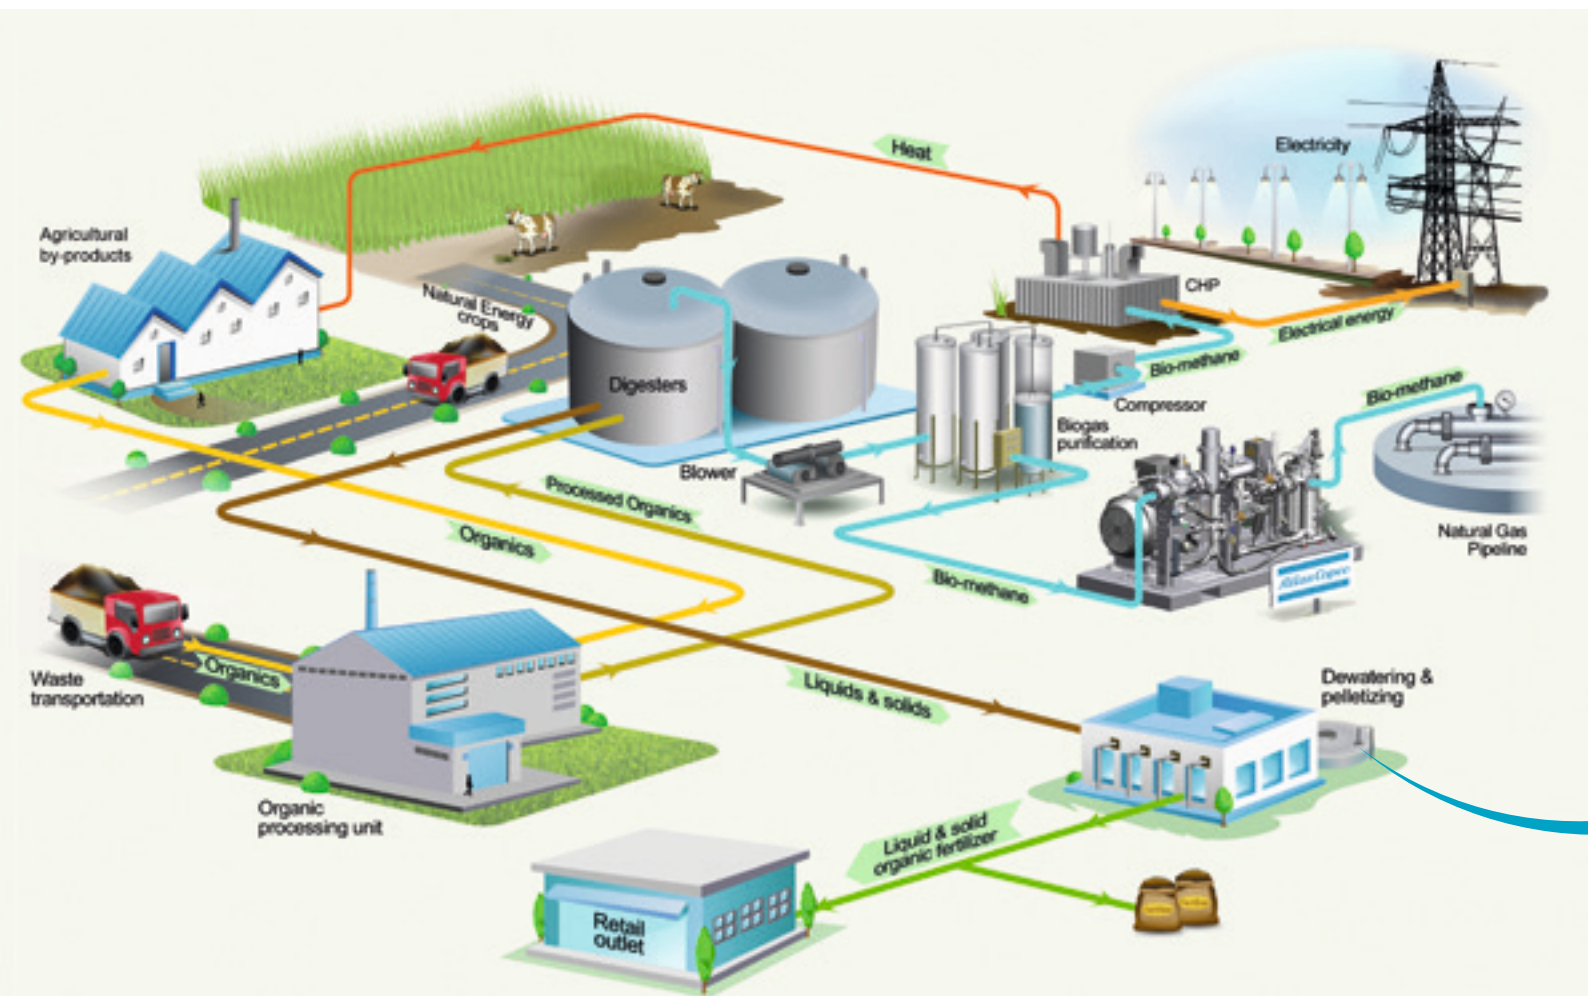 Heat
Electricity
Agricultural
by-products
CHP
Natural Energy
crops
Electrical energy
Bio-methane
Digesters
Bio-methane
Compressor
Biogas
purification
Blower
Processed Organics
Natural Gas
Pipeline
Organics
Bio-methane
Atlas Copco
Organics
Waste
transportation
Liquids & solids
Dewatering &
pelletizing
Organic
processing unit
Liquid & solid
organic fertilizer
Retail
outlet